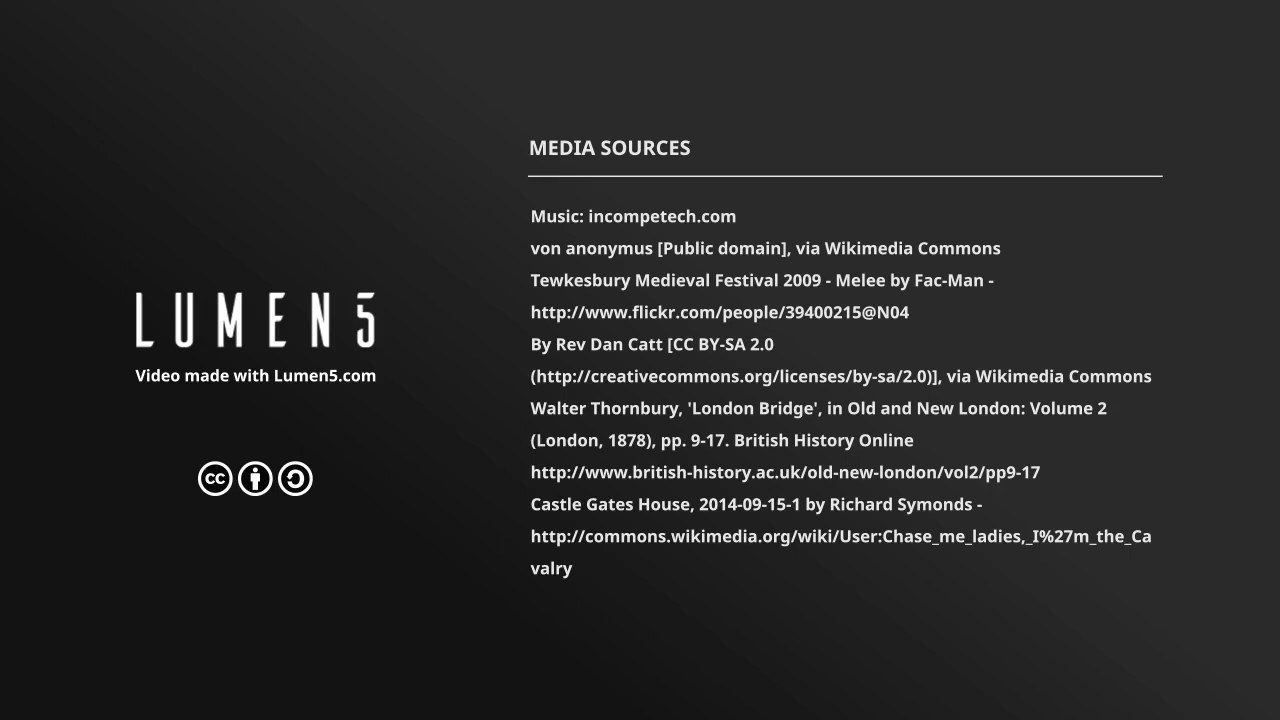 LUMEN5
Video made with Lumen5.com
cc
MEDIA SOURCES
Music: incompetech.com
von anonymus [Public domain], via Wikimedia Commons
Tewkesbury Medieval Festival 2009 - Melee by Fac-Man -
http://www.flickr.com/people/39400215@N04
By Rev Dan Catt [CC BY-SA 2.0
(http://creativecommons.org/licenses/by-sa/2.0)], via Wikimedia Commons
Walter Thornbury, 'London Bridge', in Old and New London: Volume 2
(London, 1878), pp. 9-17. British History Online
http://www.british-history.ac.uk/old-new-london/vol2/pp9-17
Castle Gates House, 2014-09-15-1 by Richard Symonds -
http://commons.wikimedia.org/wiki/User:Chase_me_ladies,_I%27m_the_Ca
valry